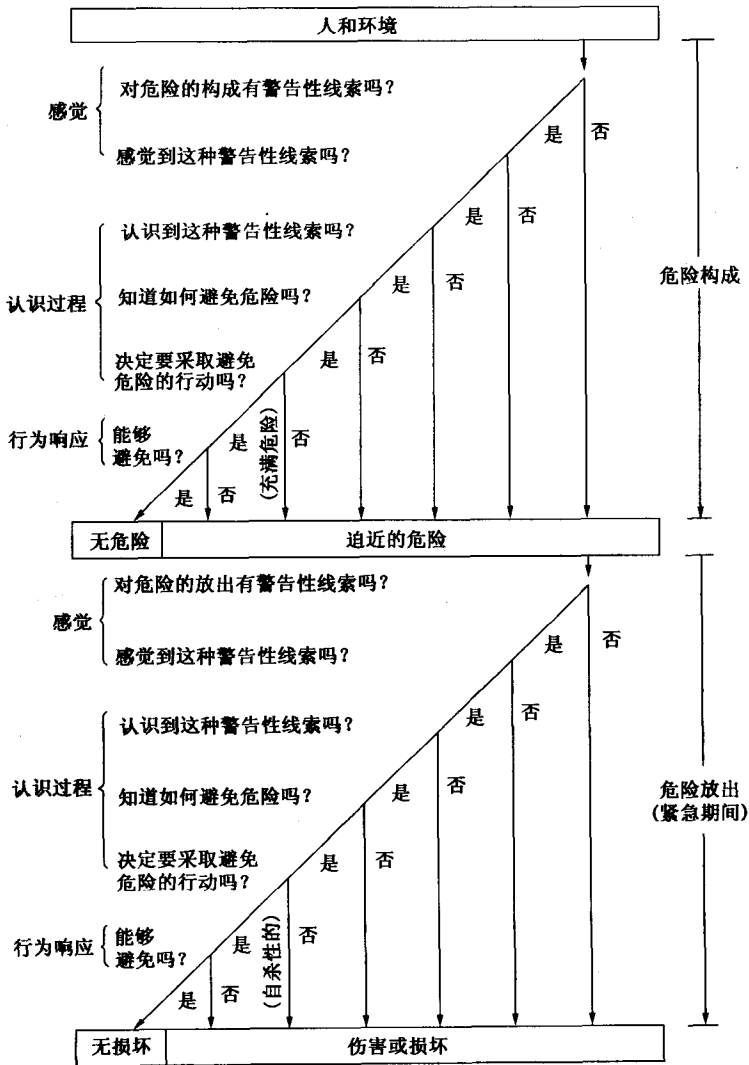 人和环境
对危险的构成有警告性线索吗？
感觉
是
否
感觉到这种警告性线索吗？
是
否
认识到这种警告性线索吗？
是
否
危险构成
认识过程
知道如何避免危险吗？
是
否
决定要采取避免
危险的行动吗？
是
否
(充满危险)
行为响应
能够
避免吗？
是
否
无危险
迫近的危险
对危险的放出有警告性线索吗？
感觉
是
否
感觉到这种警告性线索吗？
是
否
认识到这种警告性线索吗？
是
否
认识过程
知道如何避免危险吗？
危险放出
(紧急期间)
是
否
决定要采取避免
危险的行动吗？
是
否
(自杀性的)
行为响应
能够
避免吗？
是
否
无损坏
伤害或损坏